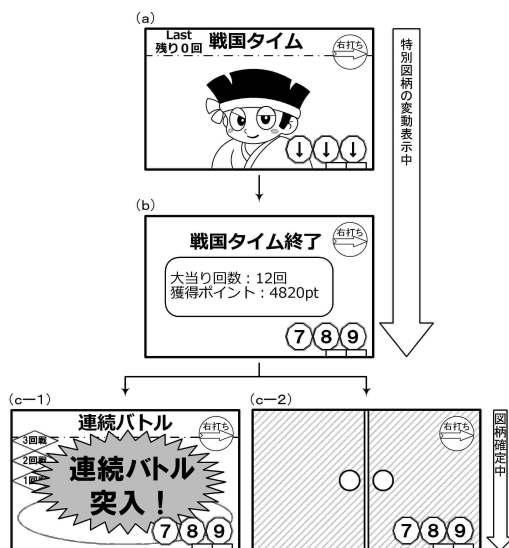 (a)
Last
残り0回
戦国タイム
右打ち
↓ ↓ ↓
特別図柄の変動表示中
(b)
戦国タイム終了
右打ち
大当り回数：12回
獲得ポイント：4820pt
7 8 9
(c－1)
連続バトル
右打ち
3回戦
2回戦
1回
連続バトル
突入！
7 8 9
(c－2)
右打ち
7 8 9
図柄確定中